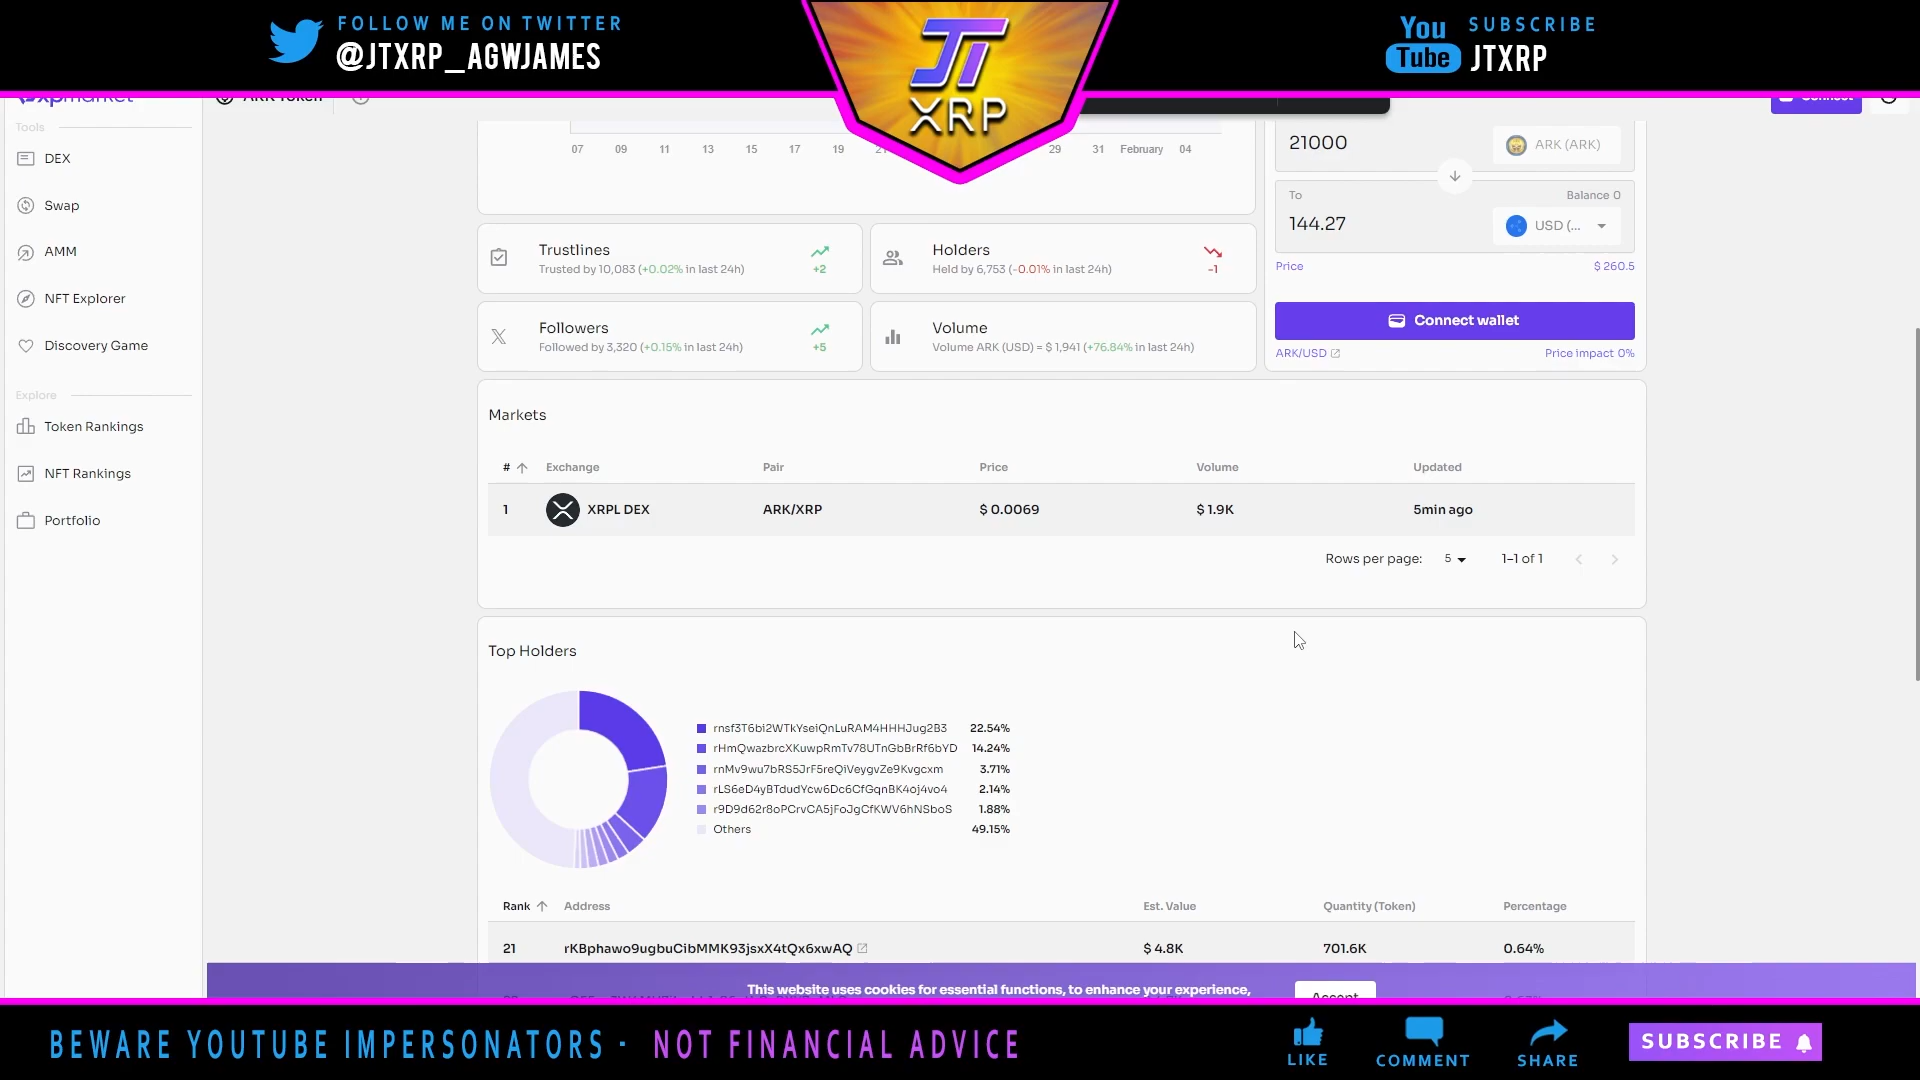 FOLLOW ME ON TWITTER
@JTXRP_AGWJAMES
JT
XRP
You
Tube
SUBSCRIBE
JTXRP
xpmarket
ARK Token
Connect
Tools
DEX
Swap
AMM
NFT Explorer
Discovery Game
Explore
Token Rankings
NFT Rankings
Portfolio
07 09 11 13 15 17 19 29 31 February 04
21000
ARK (ARK)
To
Balance 0
144.27
USD (...
Price
$ 260.5
Connect wallet
ARK/USD
Price impact 0%
Trustlines
Trusted by 10,083 (+0.02% in last 24h)
+2
Holders
Held by 6,753 (-0.01% in last 24h)
-1
Followers
Followed by 3,320 (+0.15% in last 24h)
+5
Volume
Volume ARK (USD) = $ 1,941 (+76.84% in last 24h)
Markets
# Exchange Pair Price Volume Updated
1 XRPL DEX ARK/XRP $ 0.0069 $ 1.9K 5min ago
Rows per page: 5 1-1 of 1
Top Holders
rnsf3T6bi2WTkYseiQnLuRAM4HHHJug2B3 22.54%
rHmQwazbrcXKuwpRmTv78UTnGbBrRf6bYD 14.24%
rnMv9wu7bRS5JrF5reQiVeygvZe9Kvgcxm 3.71%
rLS6eD4yBTdudYcw6Dc6CfGqnBK4oj4vo4 2.14%
r9D9d62r8oPCrvCA5jFoJgCfKWV6hNSboS 1.88%
Others 49.15%
Rank Address Est. Value Quantity (Token) Percentage
21 rKBphawo9ugbuCibMMK93jsxX4tQx6xwAQ $ 4.8K 701.6K 0.64%
This website uses cookies for essential functions, to enhance your experience,
Accept
BEWARE YOUTUBE IMPERSONATORS - NOT FINANCIAL ADVICE
LIKE
COMMENT
SHARE
SUBSCRIBE